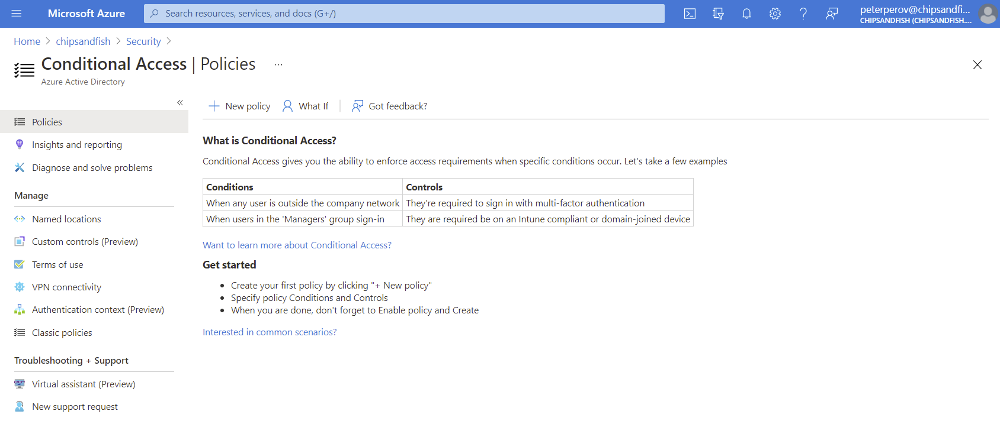 Microsoft Azure
Search resources, services, and docs (G+/)
peterperov@chipsandfi...
CHIPSANDFISH (CHIPSANDFISH....
Home > chipsandfish > Security >
Conditional Access | Policies ...
Azure Active Directory
«
+ New policy
What If
Got feedback?
Policies
Insights and reporting
Diagnose and solve problems
Manage
Named locations
Custom controls (Preview)
Terms of use
VPN connectivity
Authentication context (Preview)
Classic policies
Troubleshooting + Support
Virtual assistant (Preview)
New support request
What is Conditional Access?
Conditional Access gives you the ability to enforce access requirements when specific conditions occur. Let's take a few examples
Conditions Controls
When any user is outside the company network They're required to sign in with multi-factor authentication
When users in the 'Managers' group sign-in They are required be on an Intune compliant or domain-joined device
Want to learn more about Conditional Access?
Get started
• Create your first policy by clicking "+ New policy"
• Specify policy Conditions and Controls
• When you are done, don't forget to Enable policy and Create
Interested in common scenarios?